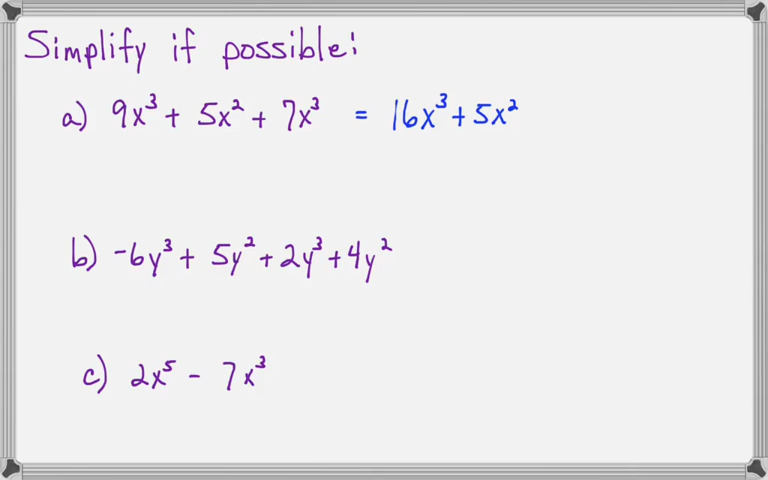 Simplify if possible:
a) 9x³ + 5x² + 7x³ = 16x³ + 5x²
b) -6y³ + 5y² + 2y³ + 4y²
c) 2x⁵ - 7x³